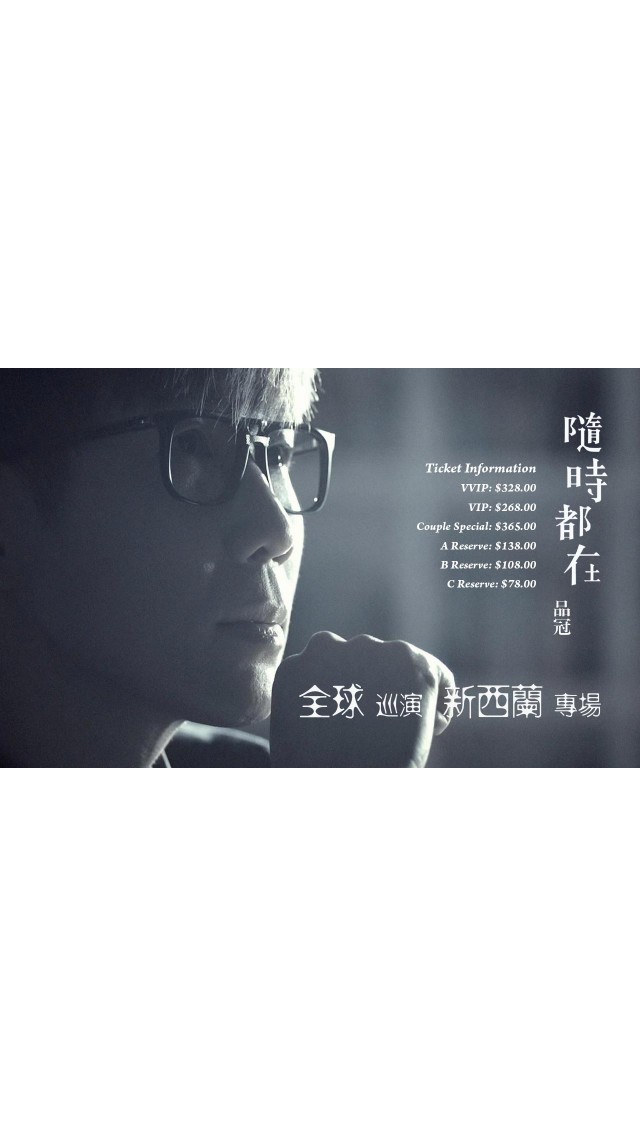 隨時都在
品冠
Ticket Information
VVIP: $328.00
VIP: $268.00
Couple Special: $365.00
A Reserve: $138.00
B Reserve: $108.00
C Reserve: $78.00
全球 巡演 新西蘭 專場